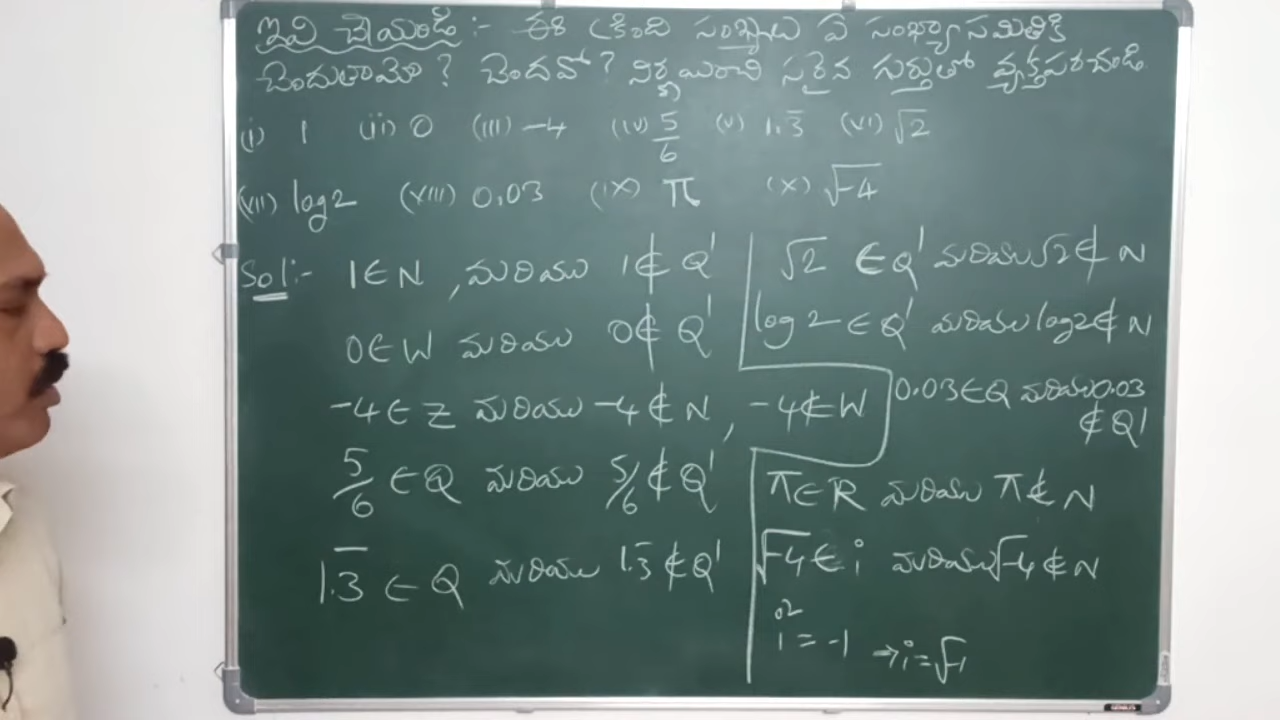 ఇవి చేయండి :- ఈ క్రింది సంఖ్యలు ఏ సంఖ్యా సమితికి
చెందుతాయో ? చెందవో ? నిర్ణయించి సరైన గుర్తుతో వ్యక్తపరచండి.
(i) 1 (ii) 0 (iii) -4 (iv) 5/6 (v) 1.3̅ (vi) √2
(vii) log2 (viii) 0.03 (ix) π (x) √-4
Sol:- 1∈N , మరియు 1∉Q'
0∈W మరియు 0∉Q'
-4∈Z మరియు -4∉N, -4∉W
5/6 ∈Q మరియు 5/6∉Q'
1.3̅ ∈ Q మరియు 1.3̅ ∉Q'
√2 ∈Q' మరియు √2∉N
log2∈Q' మరియు log2∉N
0.03∈Q మరియు 0.03
∉Q'
π∈R మరియు π∉N
√-4∈i మరియు √-4∉N
i²=-1 →i=√-1